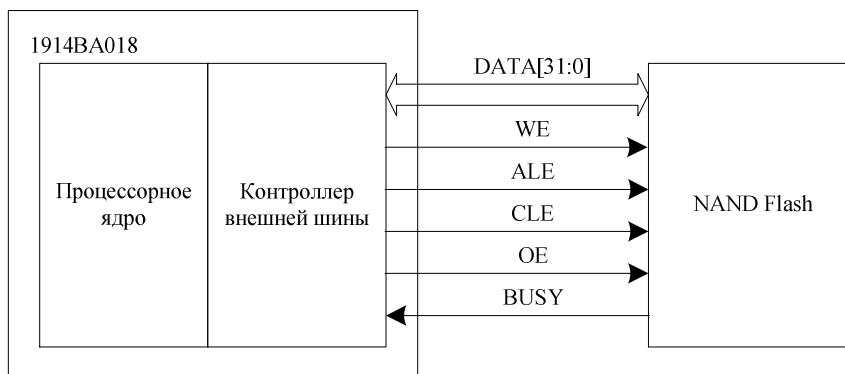 1914ВА018
DATA[31:0]
WE
ALE
Процессорное
ядро
Контроллер
внешней шины
CLE
NAND Flash
OE
BUSY